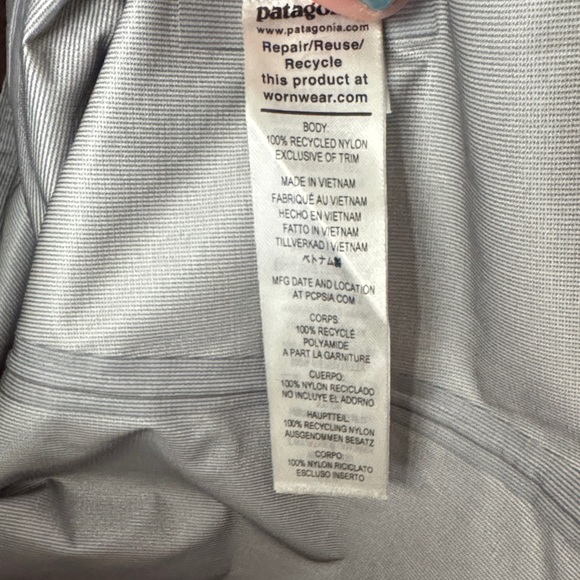 patagonia
www.patagonia.com
Repair/Reuse/
Recycle
this product at
wornwear.com
BODY:
100% RECYCLED NYLON
EXCLUSIVE OF TRIM
MADE IN VIETNAM
FABRIQUÉ AU VIETNAM
HECHO EN VIETNAM
FATTO IN VIETNAM
TILLVERKAD I VIETNAM
ベトナム製
MFG DATE AND LOCATION
AT PCPSIA.COM
CORPS:
100% RECYCLÉ
POLYAMIDE
A PART LA GARNITURE
CUERPO:
100% NYLON RECICLADO
NO INCLUYE EL ADORNO
HAUPTTEIL:
100% RECYCLING NYLON
AUSGENOMMEN BESATZ
CORPO:
100% NYLON RICICLATO
ESCLUSO INSERTO